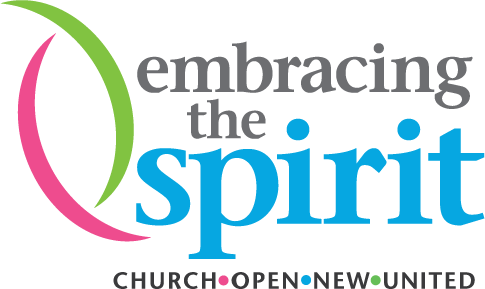 embracing
the
spirit
CHURCH•OPEN•NEW•UNITED